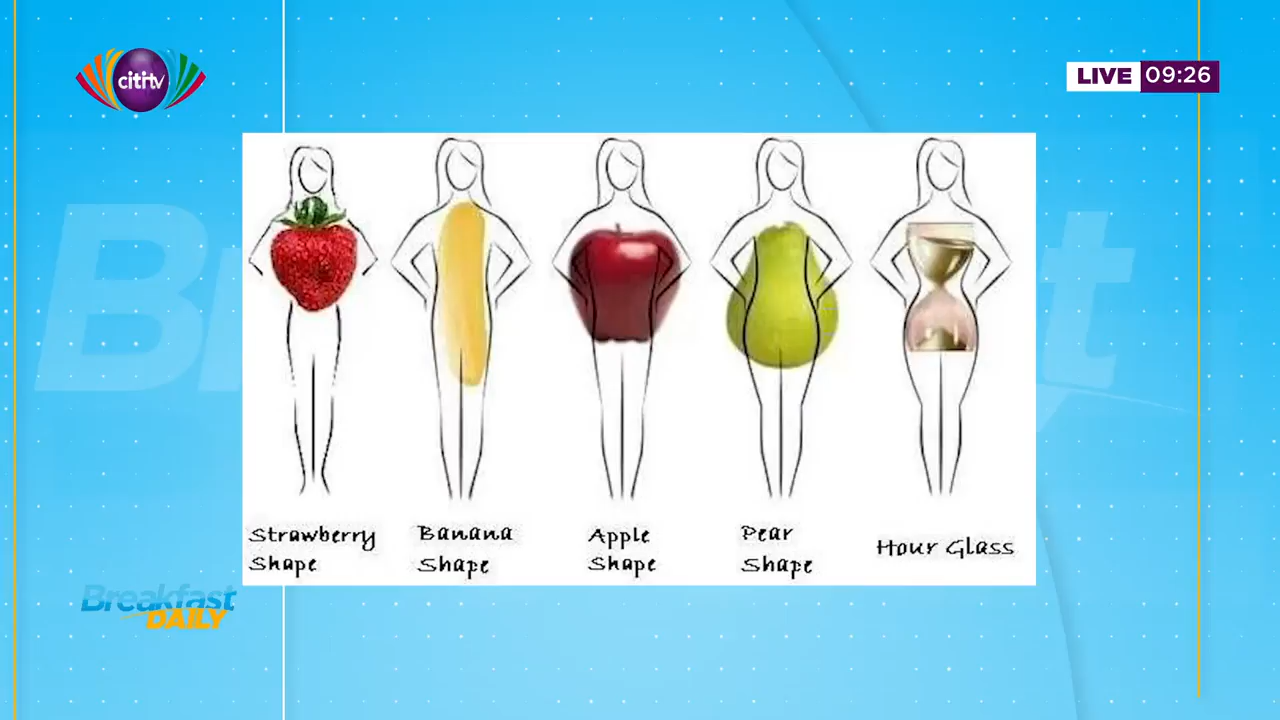 citi tv
LIVE 09:26
Strawberry
Shape
Banana
Shape
Apple
Shape
Pear
Shape
Hour Glass
Breakfast
DAILY